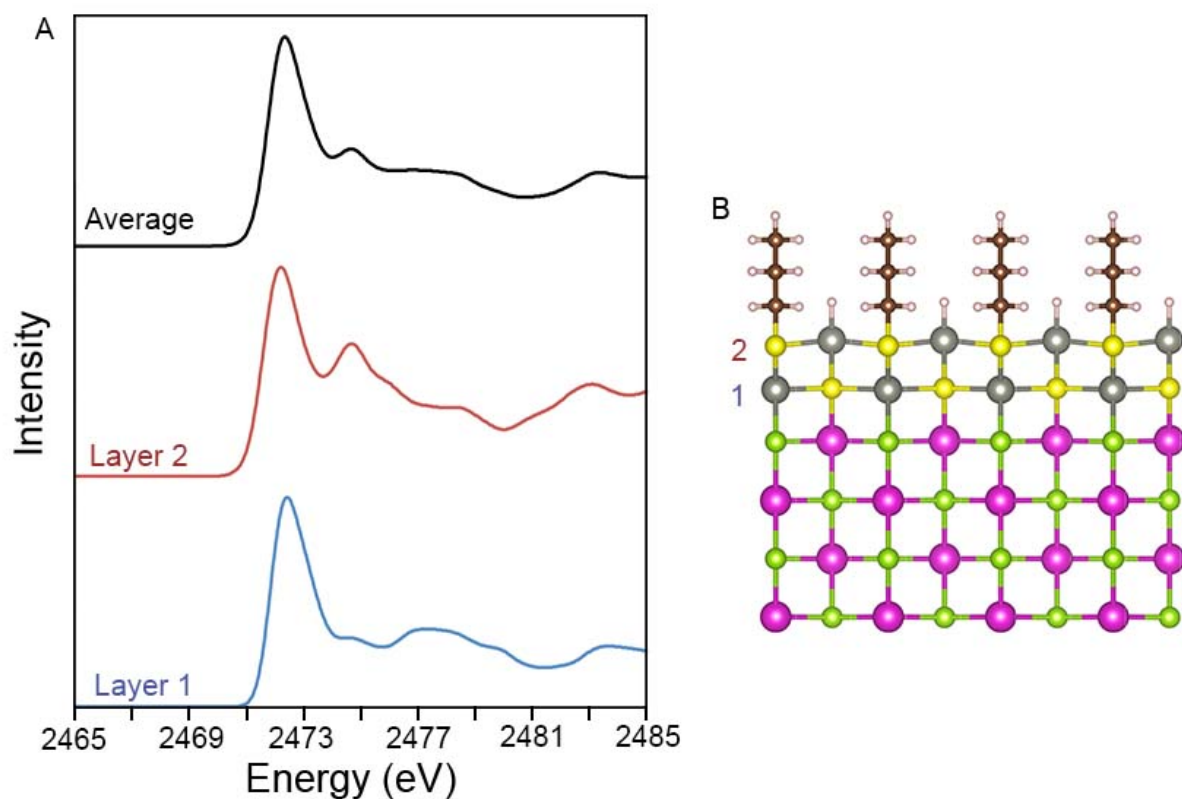 A
Average
Layer 2
Layer 1
Intensity
2465 2469 2473 2477 2481 2485
Energy (eV)
B
2
1